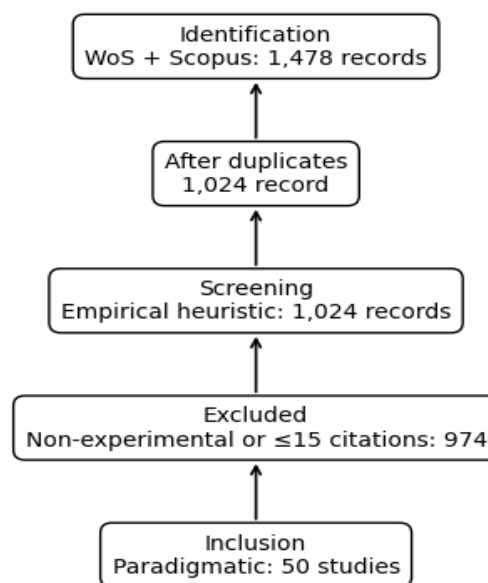 Identification
WoS + Scopus: 1,478 records
After duplicates
1,024 record
Screening
Empirical heuristic: 1,024 records
Excluded
Non-experimental or ≤15 citations: 974
Inclusion
Paradigmatic: 50 studies